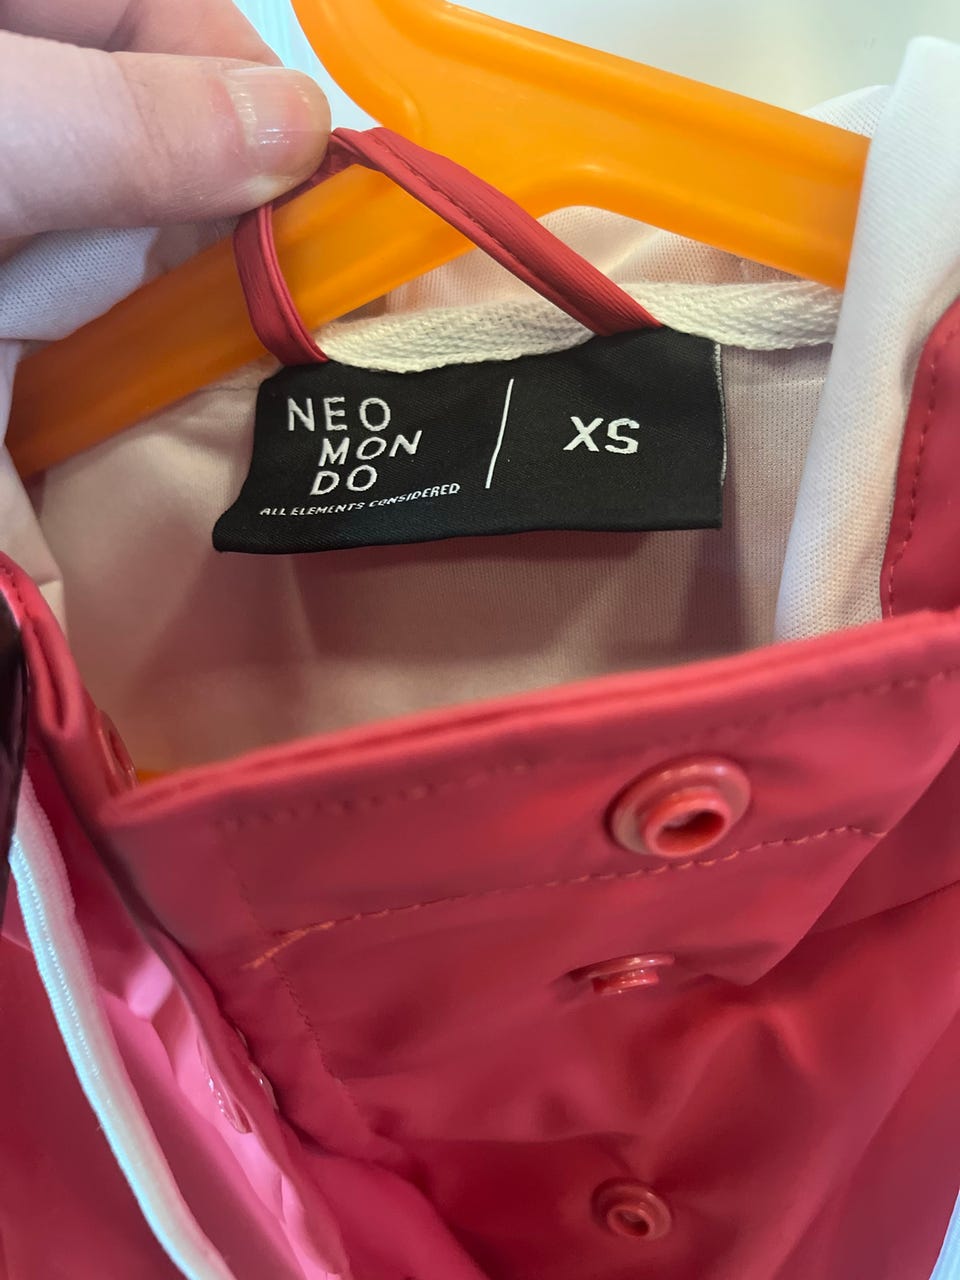 NEO
MON
DO
ALL ELEMENTS CONSIDERED
XS